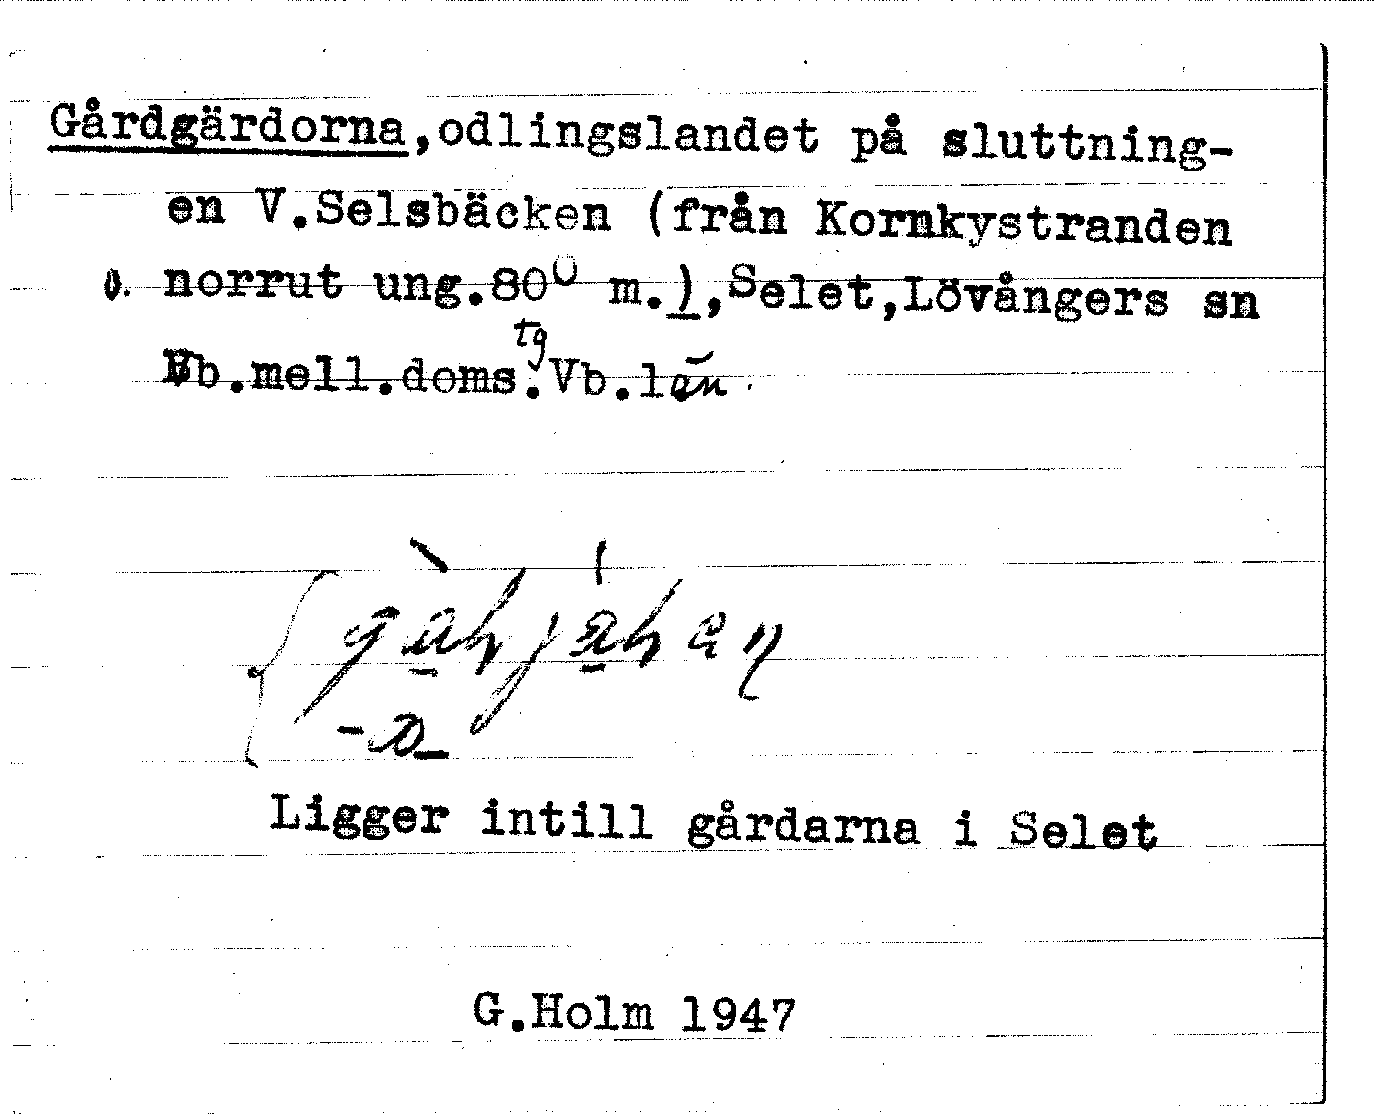 Gårdgärdorna,odlingslandet på sluttning-
en V.Selsbäcken (från Kornkystranden
o. norrut ung.800 m.),Selet,Lövångers sn
Vb.mell.domstg.Vb.län.
Ligger intill gårdarna i Selet
G.Holm 1947